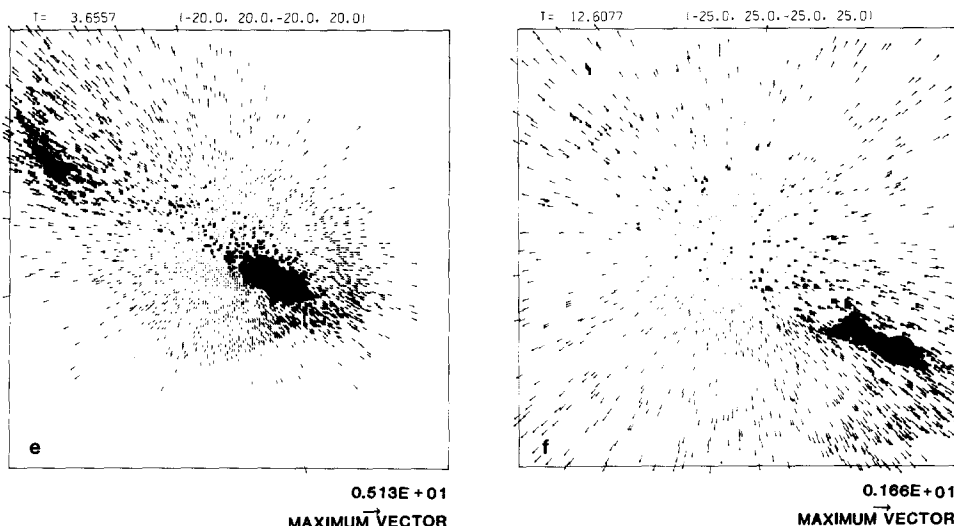 T= 3.6557 (-20.0, 20.0,-20.0, 20.0)
e
0.513E+01
MAXIMUM VECTOR
T= 12.6077 (-25.0, 25.0,-25.0, 25.0)
f
0.166E+01
MAXIMUM VECTOR